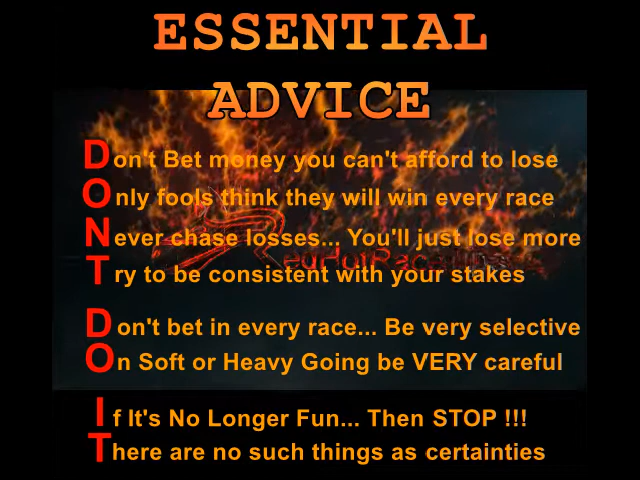 ESSENTIAL
ADVICE
Don't Bet money you can't afford to lose
Only fools think they will win every race
Never chase losses... You'll just lose more
Try to be consistent with your stakes
Don't bet in every race... Be very selective
On Soft or Heavy Going be VERY careful
If It's No Longer Fun... Then STOP !!!
There are no such things as certainties